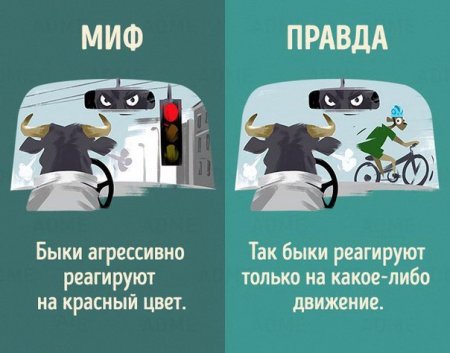 МИФ
Быки агрессивно
реагируют
на красный цвет.
ПРАВДА
Так быки реагируют
только на какое-либо
движение.